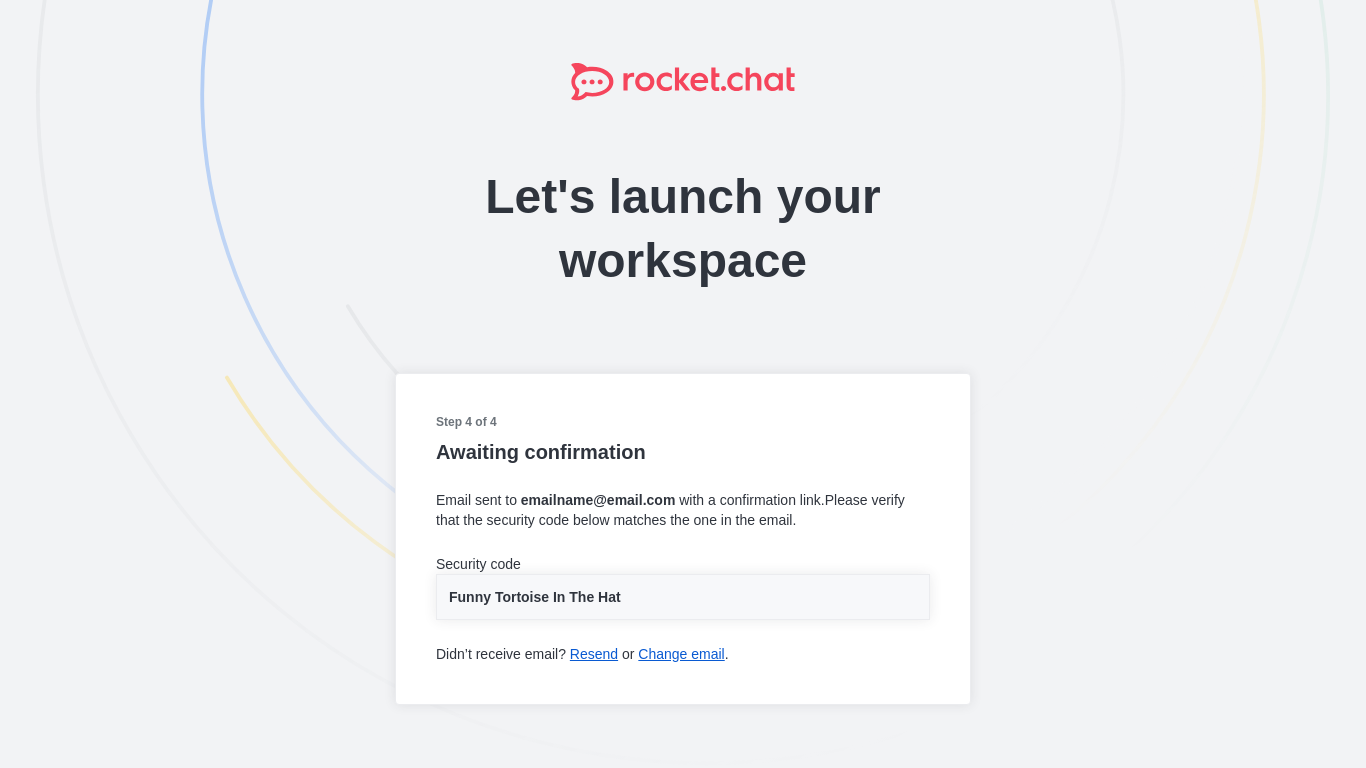 rocket.chat
Let's launch your
workspace
Step 4 of 4
Awaiting confirmation
Email sent to emailname@email.com with a confirmation link.Please verify
that the security code below matches the one in the email.
Security code
Funny Tortoise In The Hat
Didn’t receive email? Resend or Change email.